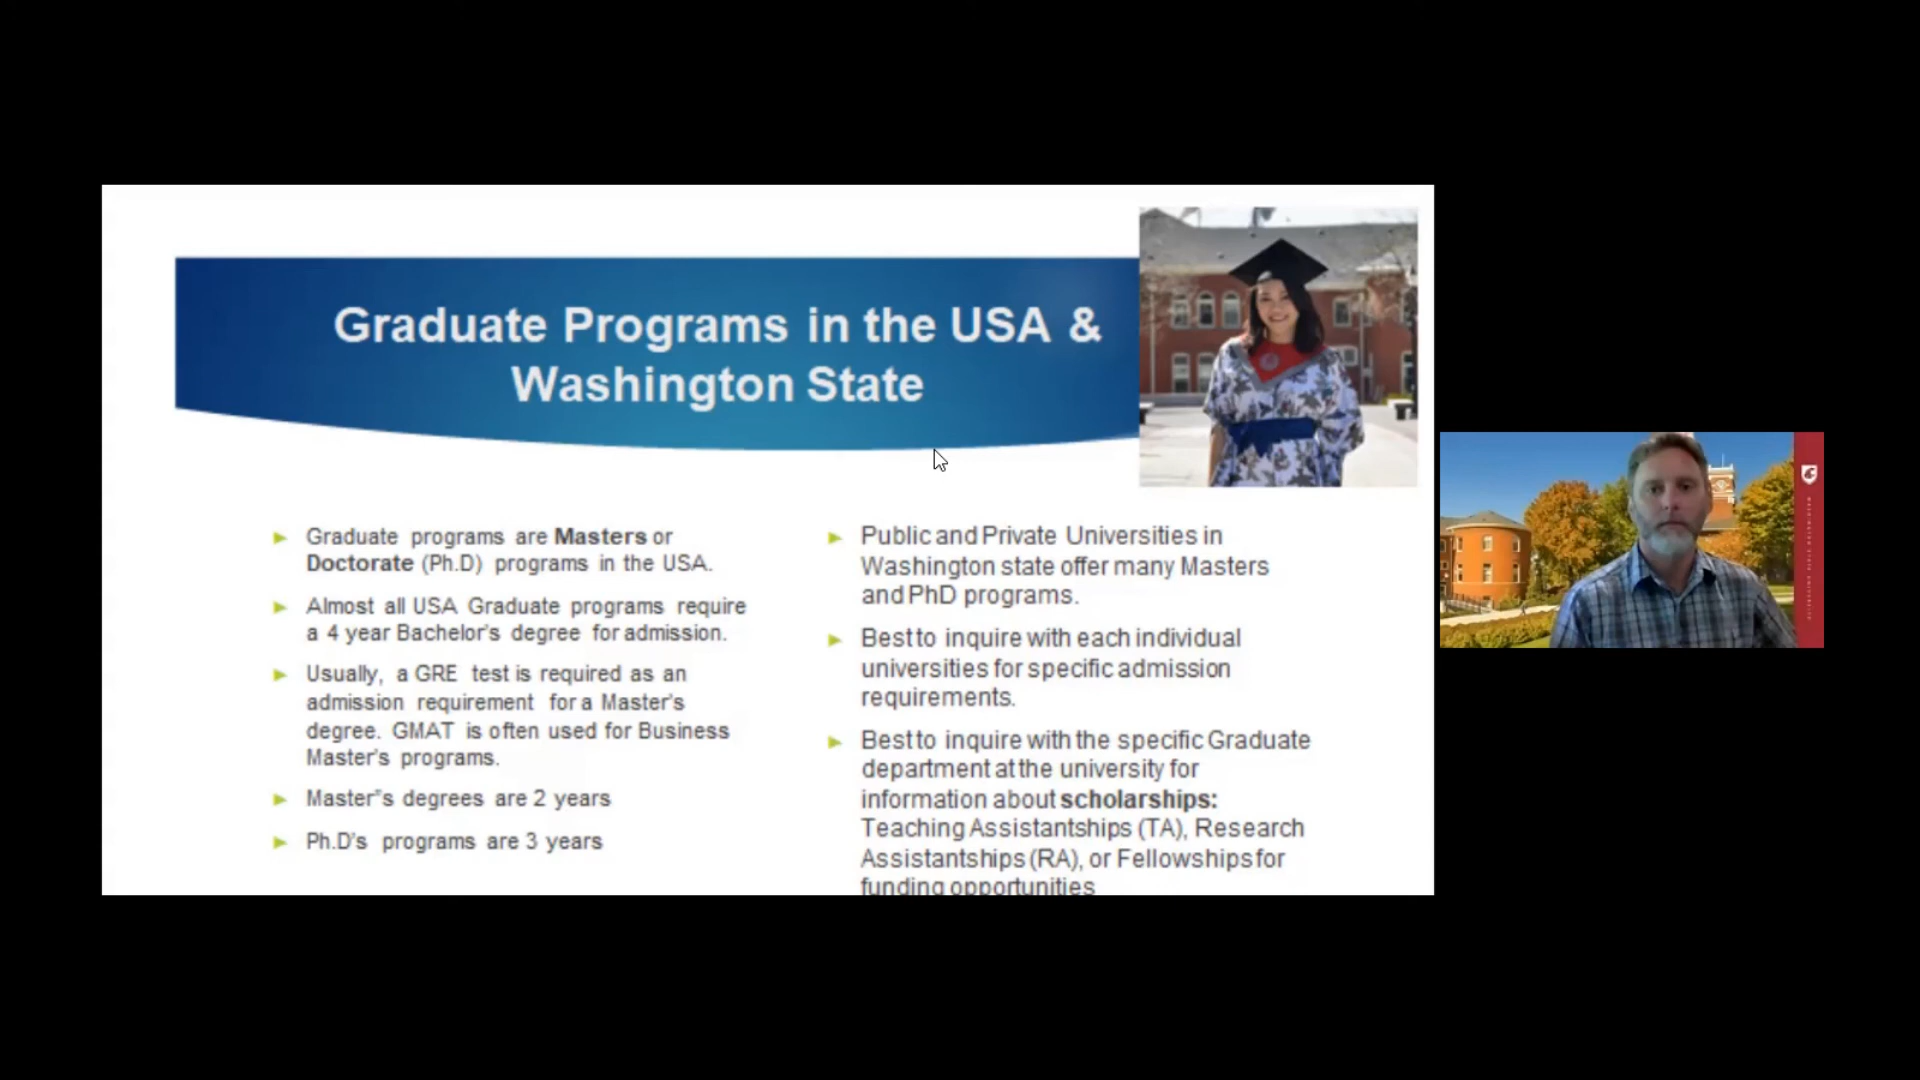 Graduate Programs in the USA &
Washington State
Graduate programs are Masters or
Doctorate (Ph.D) programs in the USA.
Almost all USA Graduate programs require
a 4 year Bachelor's degree for admission.
Usually, a GRE test is required as an
admission requirement for a Master's
degree. GMAT is often used for Business
Master's programs.
Master"s degrees are 2 years
Ph.D's programs are 3 years
Public and Private Universities in
Washington state offer many Masters
and PhD programs.
Best to inquire with each individual
universities for specific admission
requirements.
Best to inquire with the specific Graduate
department at the university for
information about scholarships:
Teaching Assistantships (TA), Research
Assistantships (RA), or Fellowships for
funding opportunities